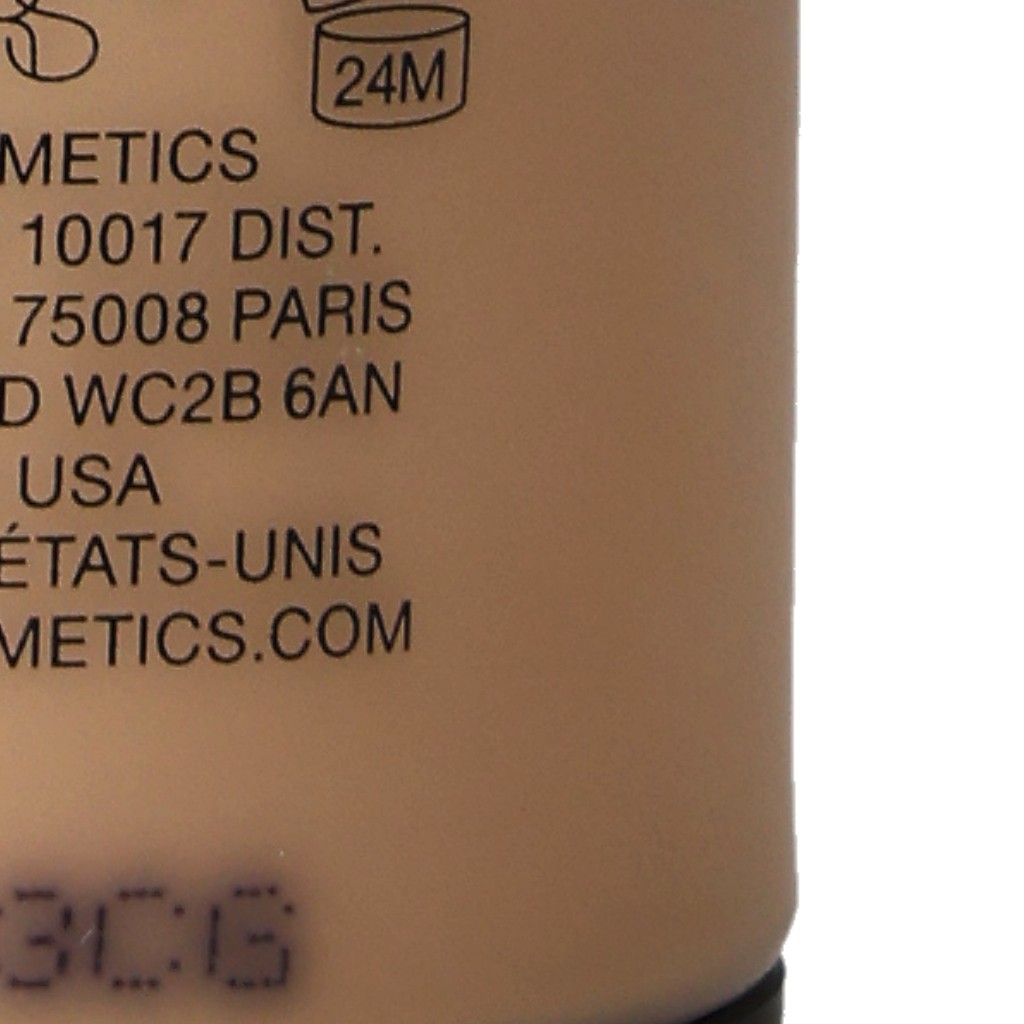 24M
METICS
10017 DIST.
75008 PARIS
D WC2B 6AN
USA
ÉTATS-UNIS
METICS.COM